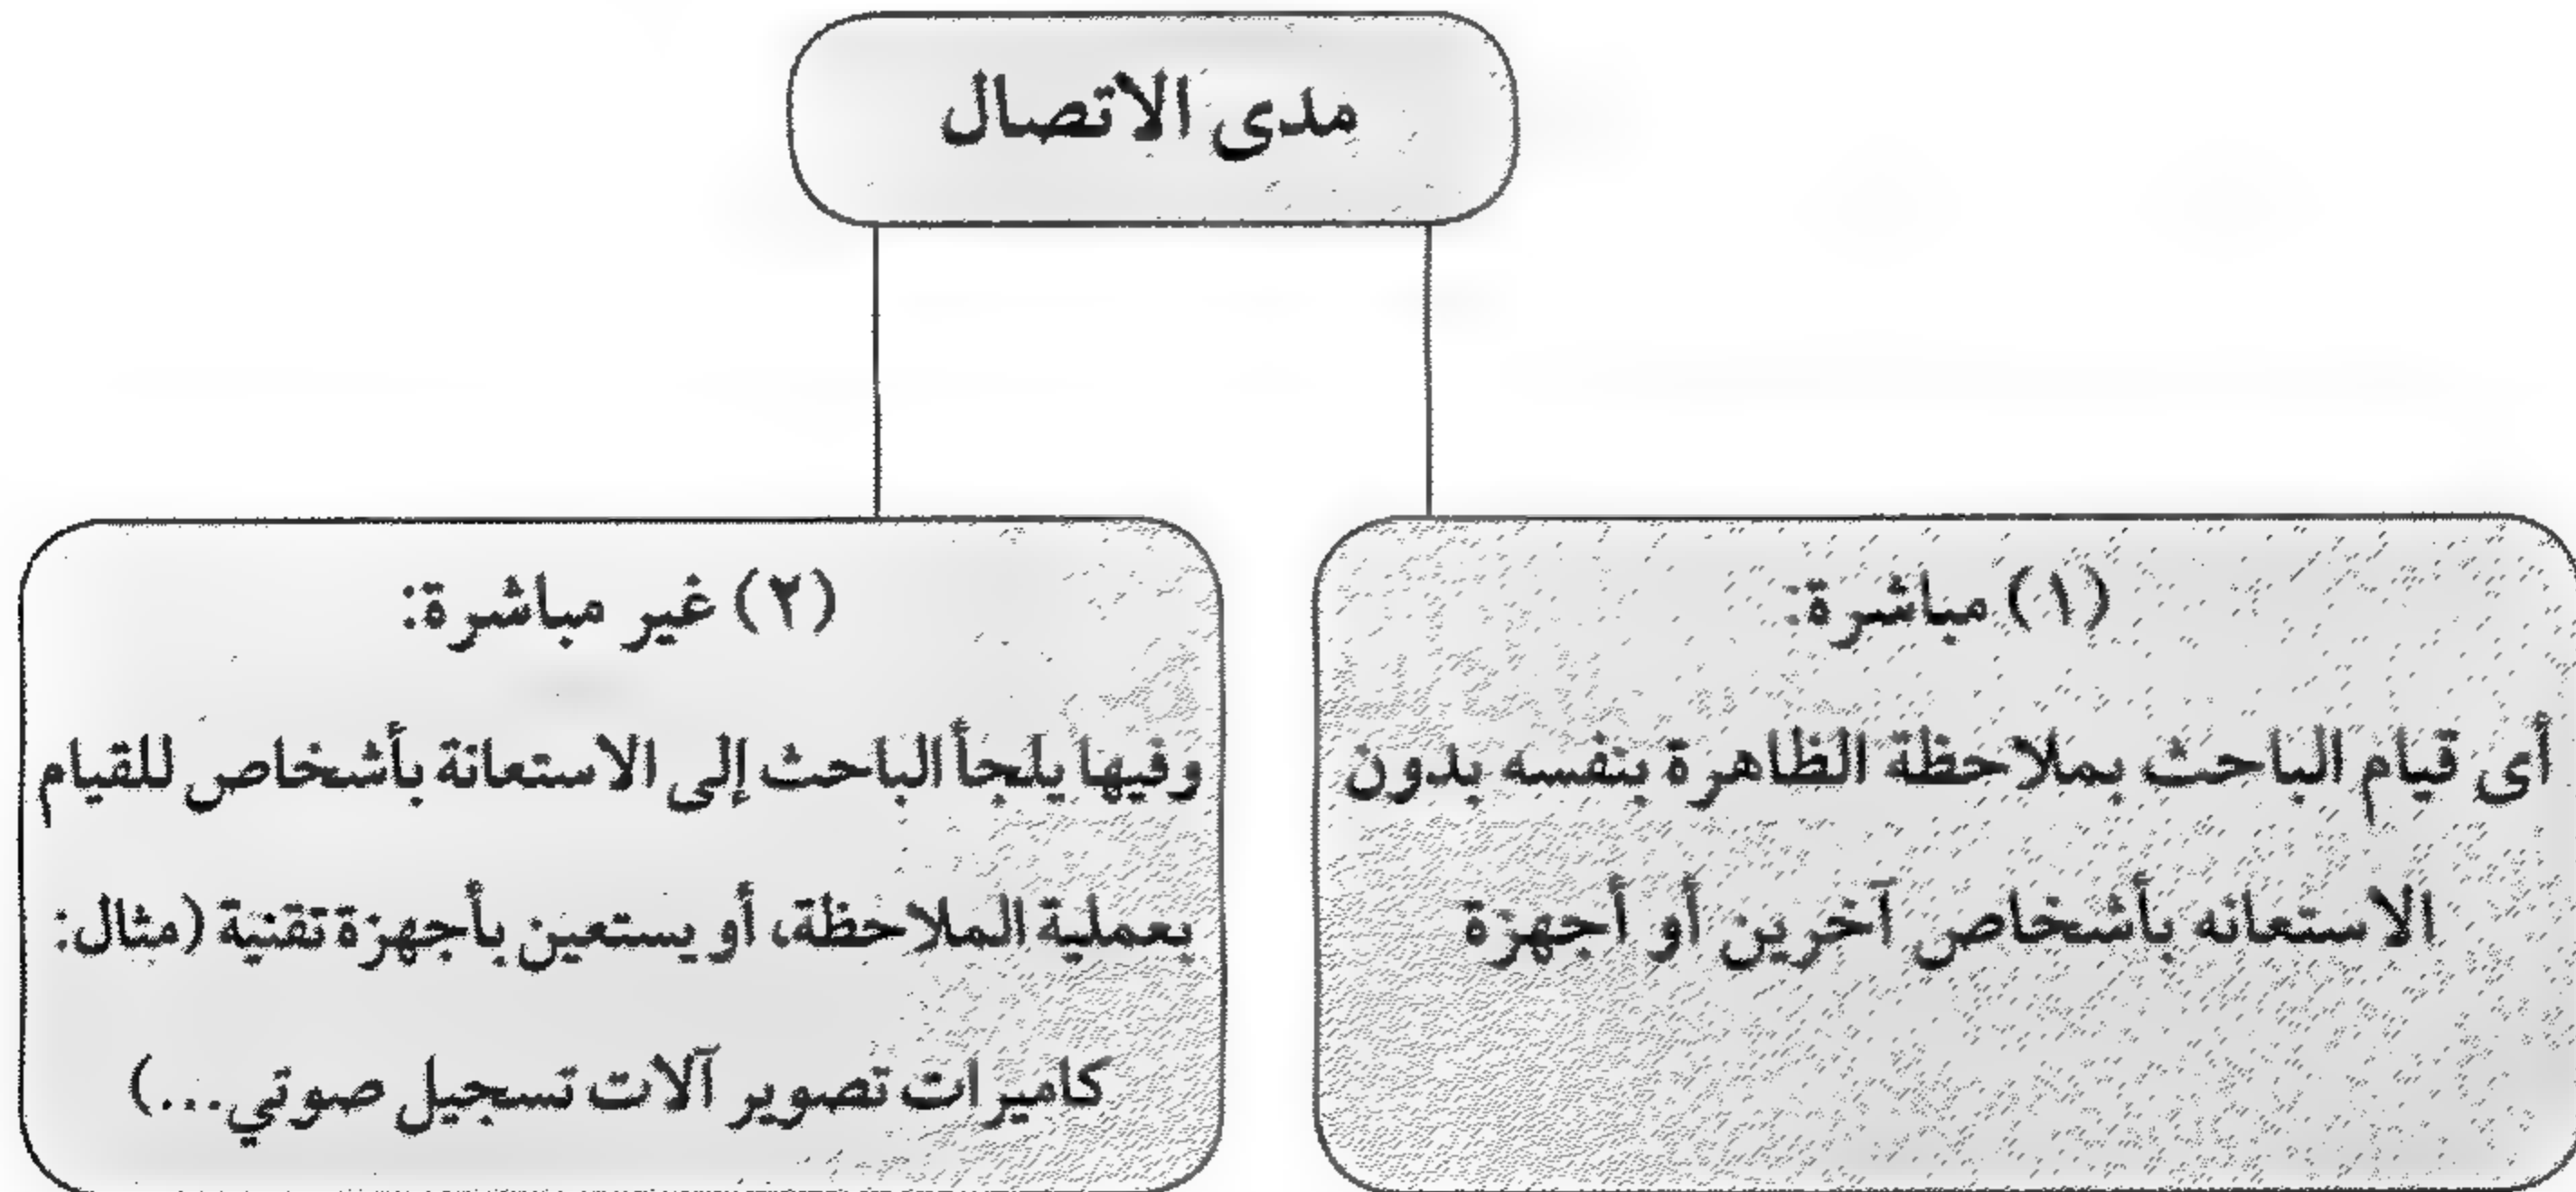 مدى الاتصال
(١) مباشرة:
أى قيام الباحث بملاحظة الظاهرة بنفسه بدون
الاستعانه بأشخاص آخرين أو أجهزة
(٢) غير مباشرة:
وفيها يلجأ الباحث إلى الاستعانة بأشخاص للقيام
بعملية الملاحظة، أو يستعين بأجهزة تقنية (مثال:
كاميرات تصوير آلات تسجيل صوتي...)